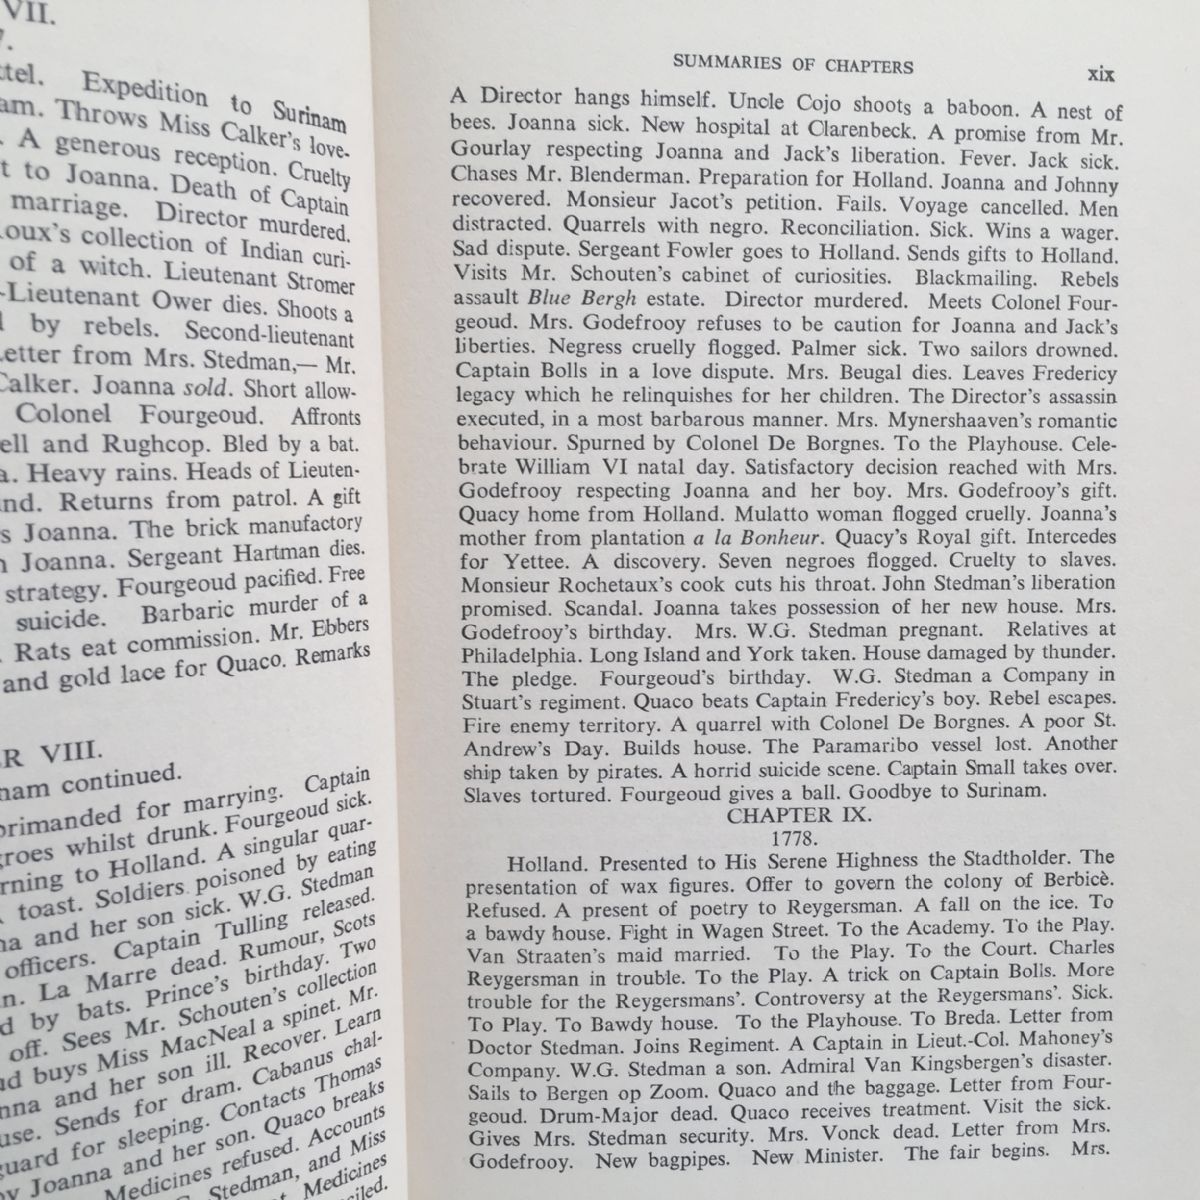 VII.
7.
ttel. Expedition to Surinam
am. Throws Miss Calker's love-
. A generous reception. Cruelty
t to Joanna. Death of Captain
marriage. Director murdered.
oux's collection of Indian curi-
of a witch. Lieutenant Stromer
-Lieutenant Ower dies. Shoots a
l by rebels. Second-lieutenant
etter from Mrs. Stedman,— Mr.
Calker. Joanna sold. Short allow-
Colonel Fourgeoud. Affronts
ell and Rughcop. Bled by a bat.
a. Heavy rains. Heads of Lieuten-
nd. Returns from patrol. A gift
s Joanna. The brick manufactory
n Joanna. Sergeant Hartman dies.
strategy. Fourgeoud pacified. Free
suicide. Barbaric murder of a
. Rats eat commission. Mr. Ebbers
and gold lace for Quaco. Remarks
R VIII.
nam continued.
primanded for marrying. Captain
groes whilst drunk. Fourgeoud sick.
rning to Holland. A singular quar-
toast. Soldiers poisoned by eating
na and her son sick. W.G. Stedman
officers. Captain Tulling released.
n. La Marre dead. Rumour, Scots
d by bats. Prince's birthday. Two
off. Sees Mr. Schouten's collection
nd buys Miss MacNeal a spinet. Mr.
nna and her son ill. Recover. Learn
use. Sends for dram. Cabanus chal-
guard for sleeping. Contacts Thomas
y Joanna and her son. Quaco breaks
Medicines refused. Accounts
Stedman, and Miss
Medicines
ciled.
SUMMARIES OF CHAPTERS xix
A Director hangs himself. Uncle Cojo shoots a baboon. A nest of
bees. Joanna sick. New hospital at Clarenbeck. A promise from Mr.
Gourlay respecting Joanna and Jack's liberation. Fever. Jack sick.
Chases Mr. Blenderman. Preparation for Holland. Joanna and Johnny
recovered. Monsieur Jacot's petition. Fails. Voyage cancelled. Men
distracted. Quarrels with negro. Reconciliation. Sick. Wins a wager.
Sad dispute. Sergeant Fowler goes to Holland. Sends gifts to Holland.
Visits Mr. Schouten's cabinet of curiosities. Blackmailing. Rebels
assault Blue Bergh estate. Director murdered. Meets Colonel Four-
geoud. Mrs. Godefrooy refuses to be caution for Joanna and Jack's
liberties. Negress cruelly flogged. Palmer sick. Two sailors drowned.
Captain Bolls in a love dispute. Mrs. Beugal dies. Leaves Fredericy
legacy which he relinquishes for her children. The Director's assassin
executed, in a most barbarous manner. Mrs. Mynershaaven's romantic
behaviour. Spurned by Colonel De Borgnes. To the Playhouse. Cele-
brate William VI natal day. Satisfactory decision reached with Mrs.
Godefrooy respecting Joanna and her boy. Mrs. Godefrooy's gift.
Quacy home from Holland. Mulatto woman flogged cruelly. Joanna's
mother from plantation a la Bonheur. Quacy's Royal gift. Intercedes
for Yettee. A discovery. Seven negroes flogged. Cruelty to slaves.
Monsieur Rochetaux's cook cuts his throat. John Stedman's liberation
promised. Scandal. Joanna takes possession of her new house. Mrs.
Godefrooy's birthday. Mrs. W.G. Stedman pregnant. Relatives at
Philadelphia. Long Island and York taken. House damaged by thunder.
The pledge. Fourgeoud's birthday. W.G. Stedman a Company in
Stuart's regiment. Quaco beats Captain Fredericy's boy. Rebel escapes.
Fire enemy territory. A quarrel with Colonel De Borgnes. A poor St.
Andrew's Day. Builds house. The Paramaribo vessel lost. Another
ship taken by pirates. A horrid suicide scene. Captain Small takes over.
Slaves tortured. Fourgeoud gives a ball. Goodbye to Surinam.
CHAPTER IX.
1778.
Holland. Presented to His Serene Highness the Stadtholder. The
presentation of wax figures. Offer to govern the colony of Berbicè.
Refused. A present of poetry to Reygersman. A fall on the ice. To
a bawdy house. Fight in Wagen Street. To the Academy. To the Play.
Van Straaten's maid married. To the Play. To the Court. Charles
Reygersman in trouble. To the Play. A trick on Captain Bolls. More
trouble for the Reygersmans'. Controversy at the Reygersmans'. Sick.
To Play. To Bawdy house. To the Playhouse. To Breda. Letter from
Doctor Stedman. Joins Regiment. A Captain in Lieut.-Col. Mahoney's
Company. W.G. Stedman a son. Admiral Van Kingsbergen's disaster.
Sails to Bergen op Zoom. Quaco and the baggage. Letter from Four-
geoud. Drum-Major dead. Quaco receives treatment. Visit the sick.
Gives Mrs. Stedman security. Mrs. Vonck dead. Letter from Mrs.
Godefrooy. New bagpipes. New Minister. The fair begins. Mrs.